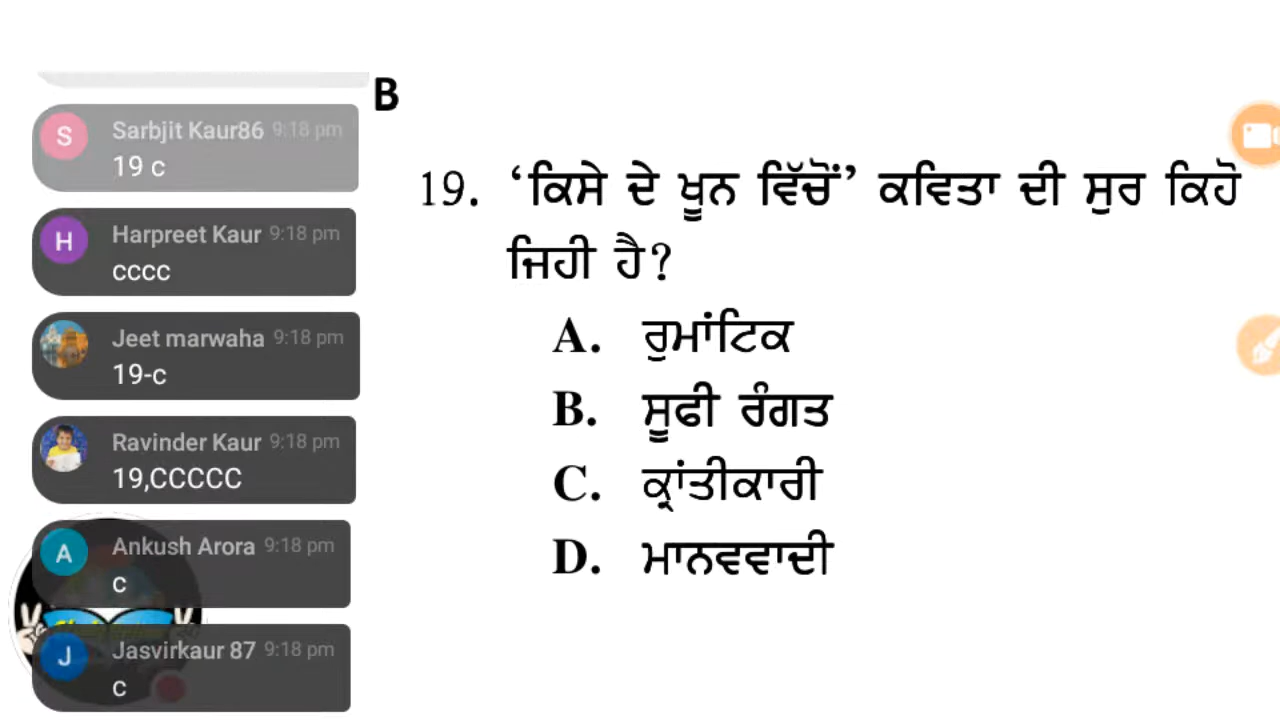 B
Sarbjit Kaur86 9:18 pm
19 c
Harpreet Kaur 9:18 pm
cccc
Jeet marwaha 9:18 pm
19-c
Ravinder Kaur 9:18 pm
19,CCCCC
Ankush Arora 9:18 pm
c
Jasvirkaur 87 9:18 pm
c
19. ‘ਕਿਸੇ ਦੇ ਖ਼ੂਨ ਵਿੱਚੋਂ’ ਕਵਿਤਾ ਦੀ ਸੁਰ ਕਿਹੋ
ਜਿਹੀ ਹੈ?
A. ਰੁਮਾਂਟਿਕ
B. ਸੂਫੀ ਰੰਗਤ
C. ਕ੍ਰਾਂਤੀਕਾਰੀ
D. ਮਾਨਵਵਾਦੀ